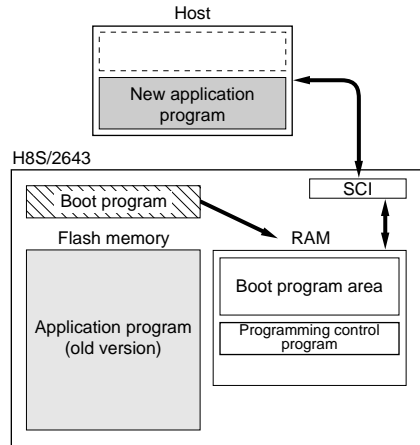 Host
New application
program
H8S/2643
SCI
Boot program
Flash memory
RAM
Application program
(old version)
Boot program area
Programming control
program